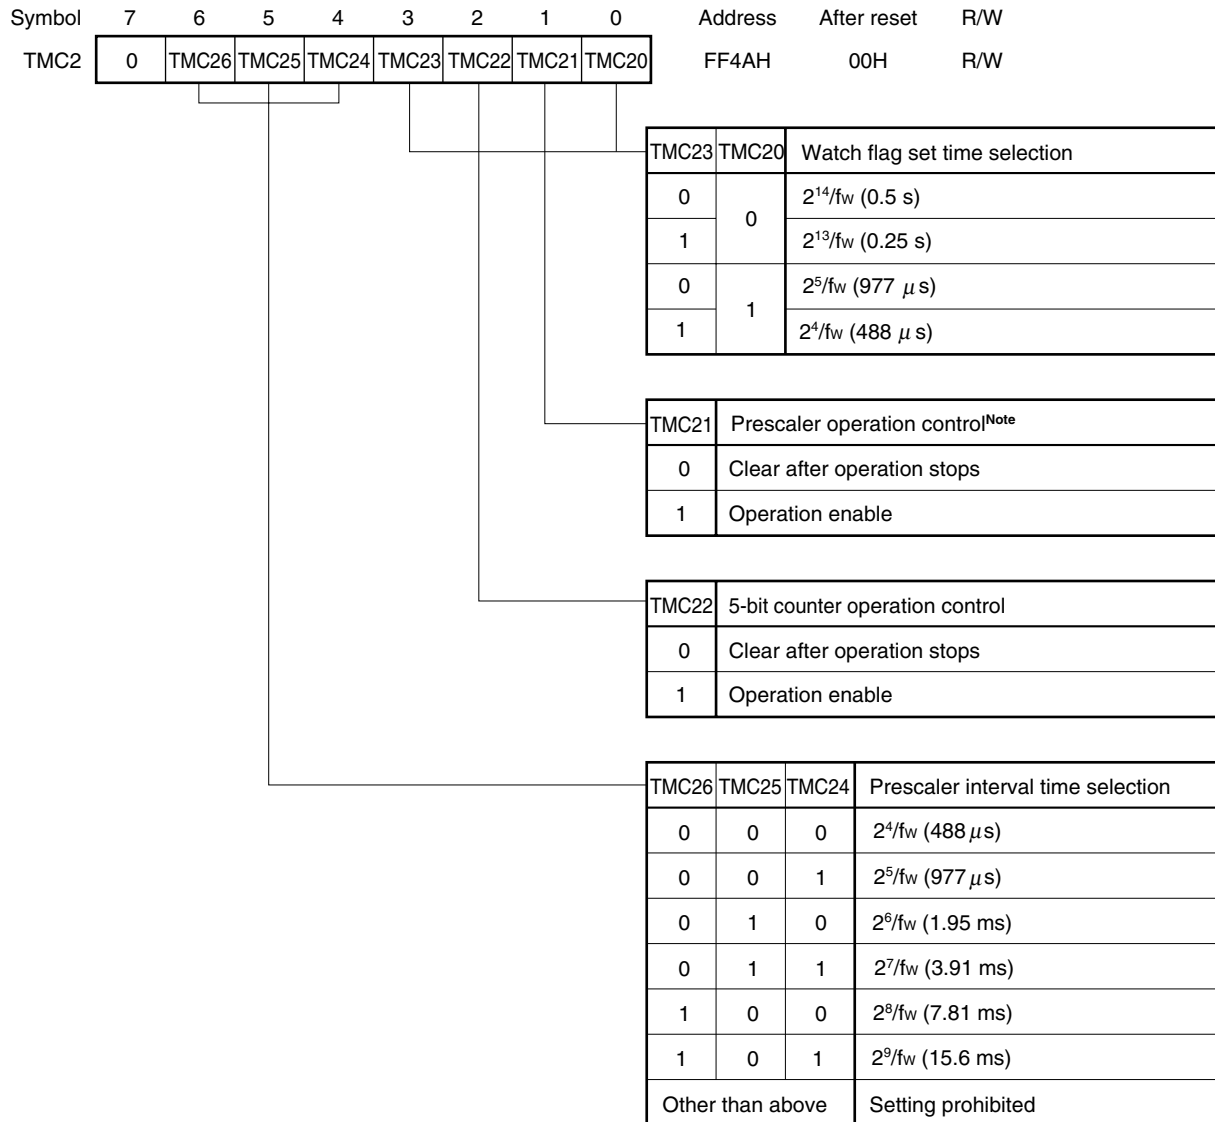 Symbol 7 6 5 4 3 2 1 0 Address After reset R/W
TMC2 0 TMC26 TMC25 TMC24 TMC23 TMC22 TMC21 TMC20 FF4AH 00H R/W
TMC23 TMC20 Watch flag set time selection
0 0 2¹⁴/fw (0.5 s)
1 2¹³/fw (0.25 s)
0 1 2⁵/fw (977 μs)
1 2⁴/fw (488 μs)
TMC21 Prescaler operation control Note
0 Clear after operation stops
1 Operation enable
TMC22 5-bit counter operation control
0 Clear after operation stops
1 Operation enable
TMC26 TMC25 TMC24 Prescaler interval time selection
0 0 0 2⁴/fw (488 μs)
0 0 1 2⁵/fw (977 μs)
0 1 0 2⁶/fw (1.95 ms)
0 1 1 2⁷/fw (3.91 ms)
1 0 0 2⁸/fw (7.81 ms)
1 0 1 2⁹/fw (15.6 ms)
Other than above Setting prohibited